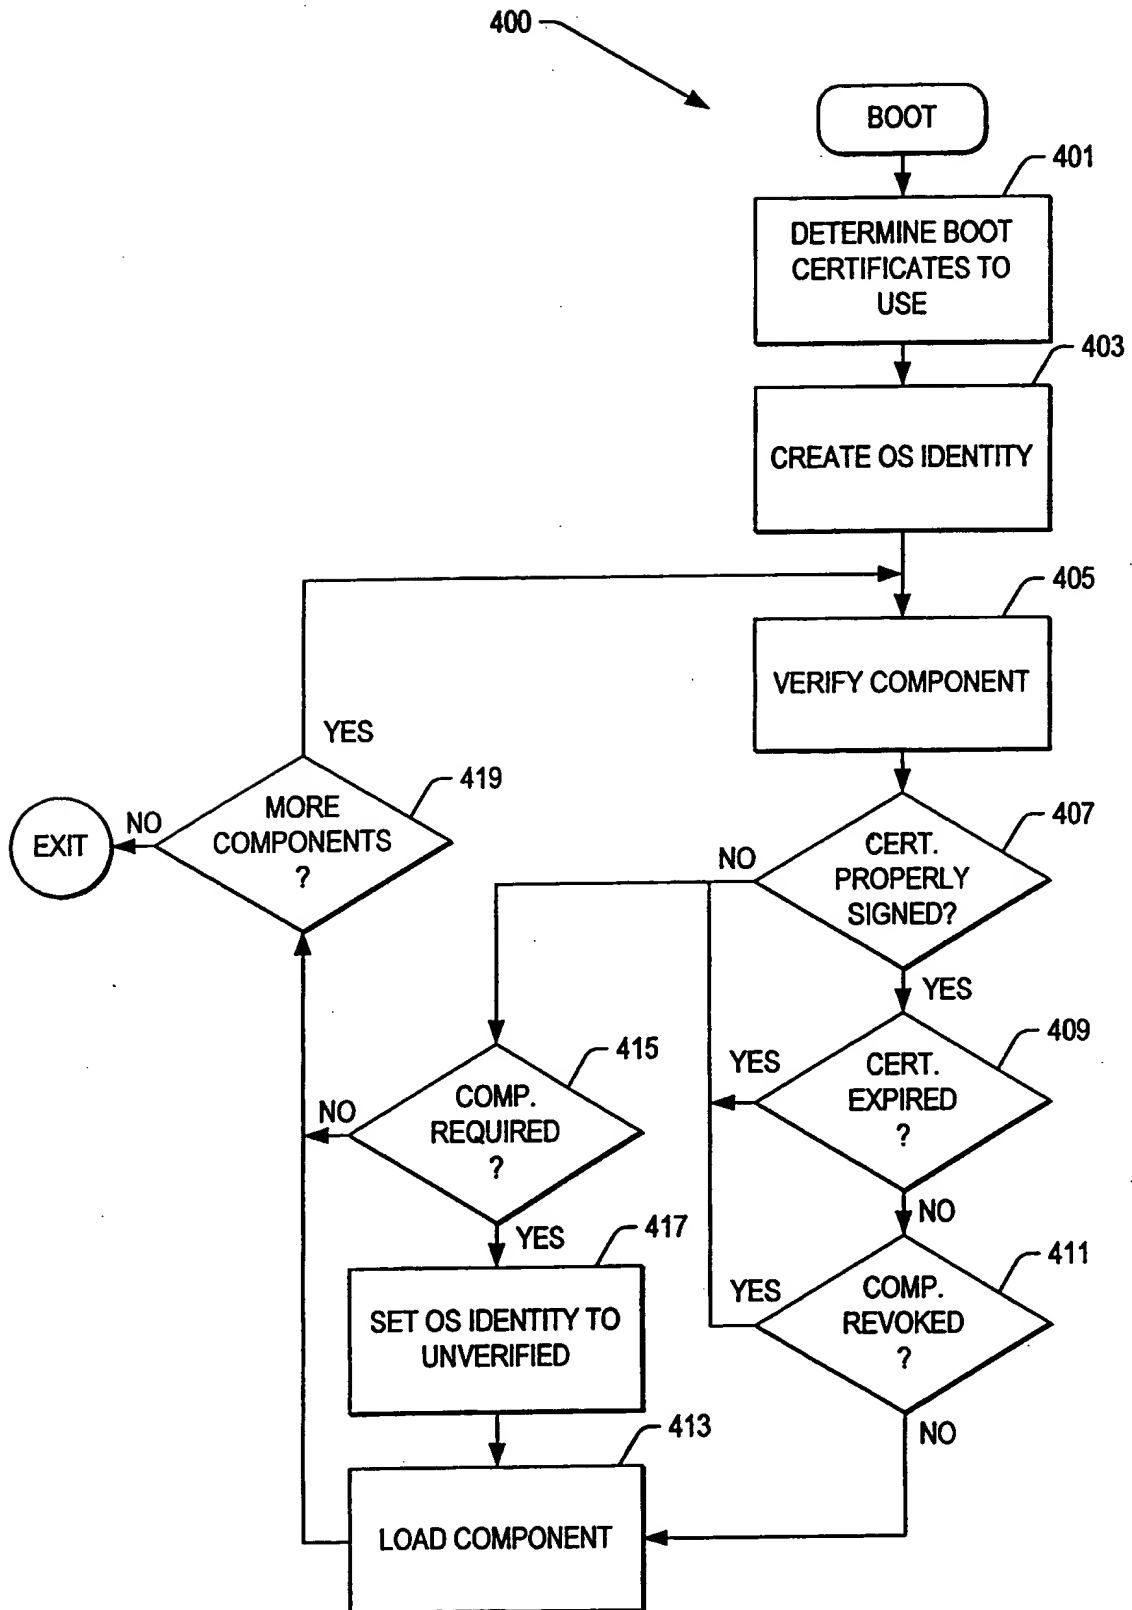 400
BOOT
401
DETERMINE BOOT
CERTIFICATES TO
USE
403
CREATE OS IDENTITY
405
VERIFY COMPONENT
YES
419
MORE
COMPONENTS
?
NO
EXIT
407
CERT.
PROPERLY
SIGNED?
NO
YES
409
CERT.
EXPIRED
?
YES
NO
415
COMP.
REQUIRED
?
NO
YES
411
COMP.
REVOKED
?
YES
NO
417
SET OS IDENTITY TO
UNVERIFIED
413
LOAD COMPONENT